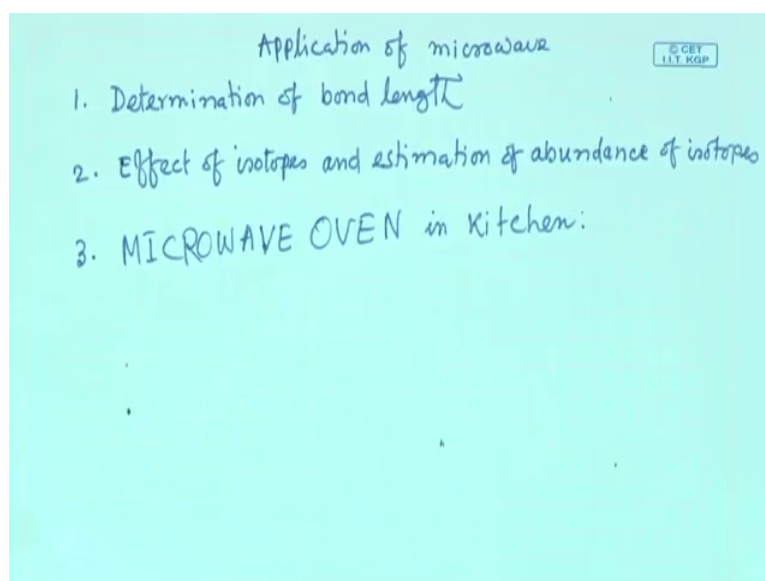 Application of microwave
© CET
I.I.T. KGP
1. Determination of bond length
2. Effect of isotopes and estimation of abundance of isotopes
3. MICROWAVE OVEN in Kitchen: